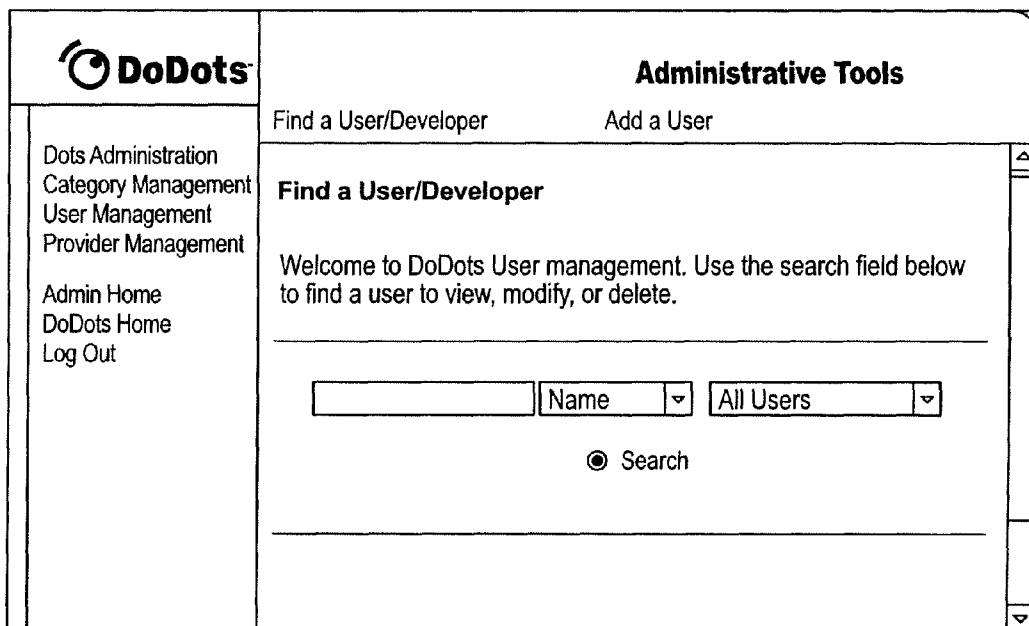 DoDots
Administrative Tools
Find a User/Developer Add a User
Dots Administration
Category Management
User Management
Provider Management
Admin Home
DoDots Home
Log Out
Find a User/Developer
Welcome to DoDots User management. Use the search field below
to find a user to view, modify, or delete.
Name All Users
Search